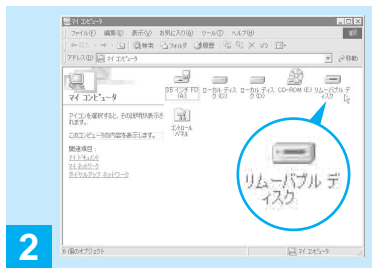 マイ コンピュータ
ファイル(F) 編集(E) 表示(V) お気に入り(A) ツール(T) ヘルプ(H)
戻る 検索 フォルダ 履歴
アドレス(D) マイ コンピュータ 移動
マイ コンピュータ
3.5 インチ FD (A)
ローカル ディスク (C)
ローカル ディスク (D)
CD-ROM (E)
リムーバブル ディスク
コントロール パネル
アイコンを選択すると、その説明が表示されます。
このコンピュータの内容を表示します。
関連項目:
マイ ドキュメント
マイ ネットワーク
ダイヤルアップ ネットワーク
リムーバブル デ
ィスク
2
6 個のオブジェクト マイ コンピュータ